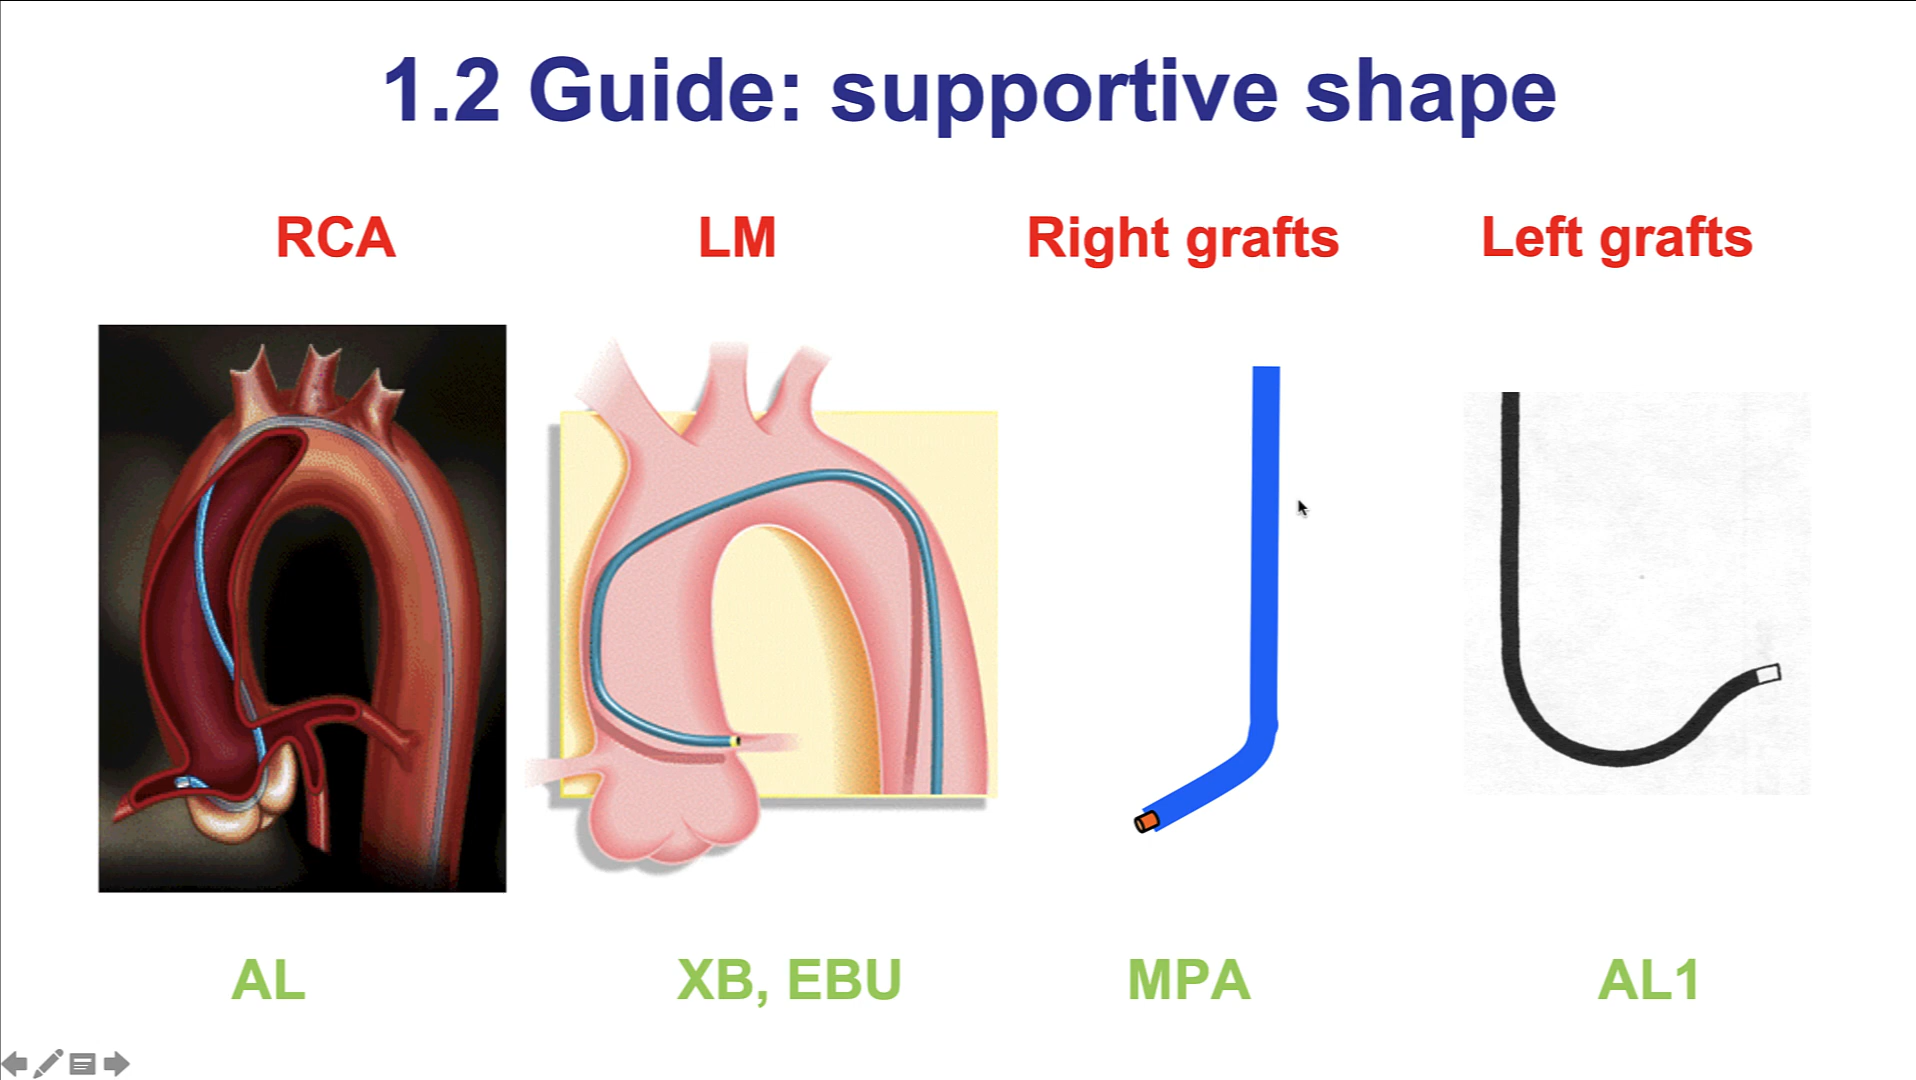 1.2 Guide: supportive shape
RCA
LM
Right grafts
Left grafts
AL
XB, EBU
MPA
AL1